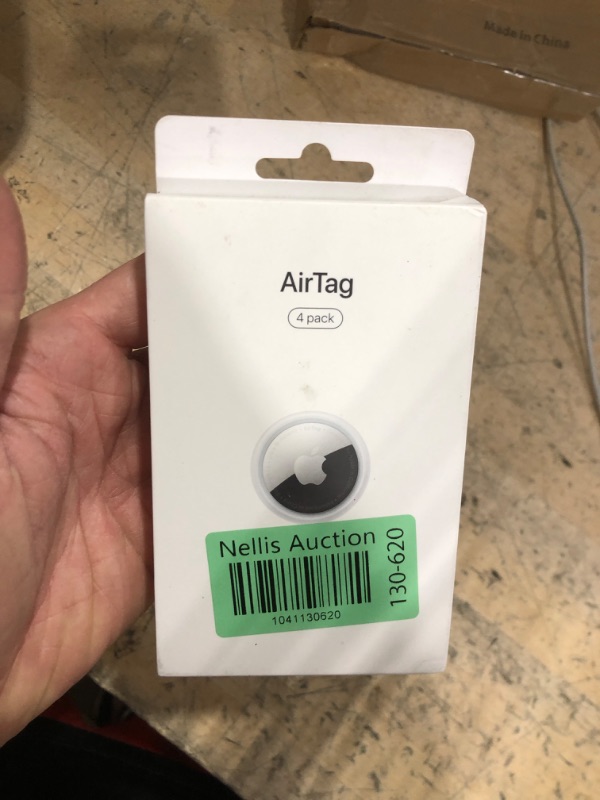 Made in China
AirTag
4 pack
Nellis Auction
130-620
1041130620